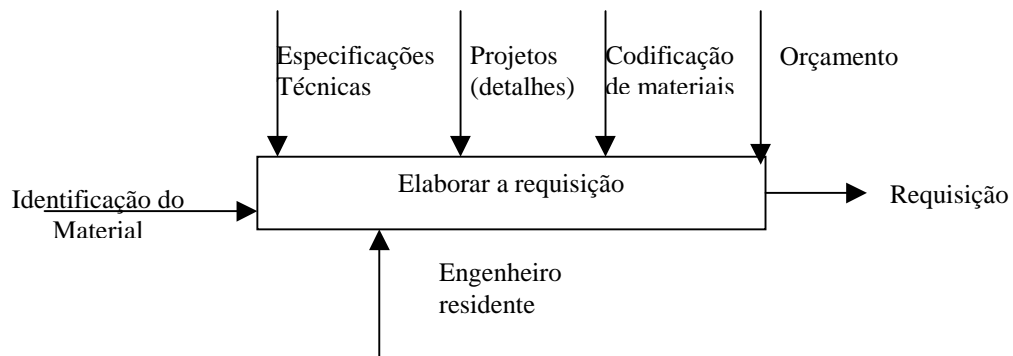 Especificações
Técnicas
Projetos
(detalhes)
Codificação
de materiais
Orçamento
Elaborar a requisição
Identificação do
Material
Requisição
Engenheiro
residente